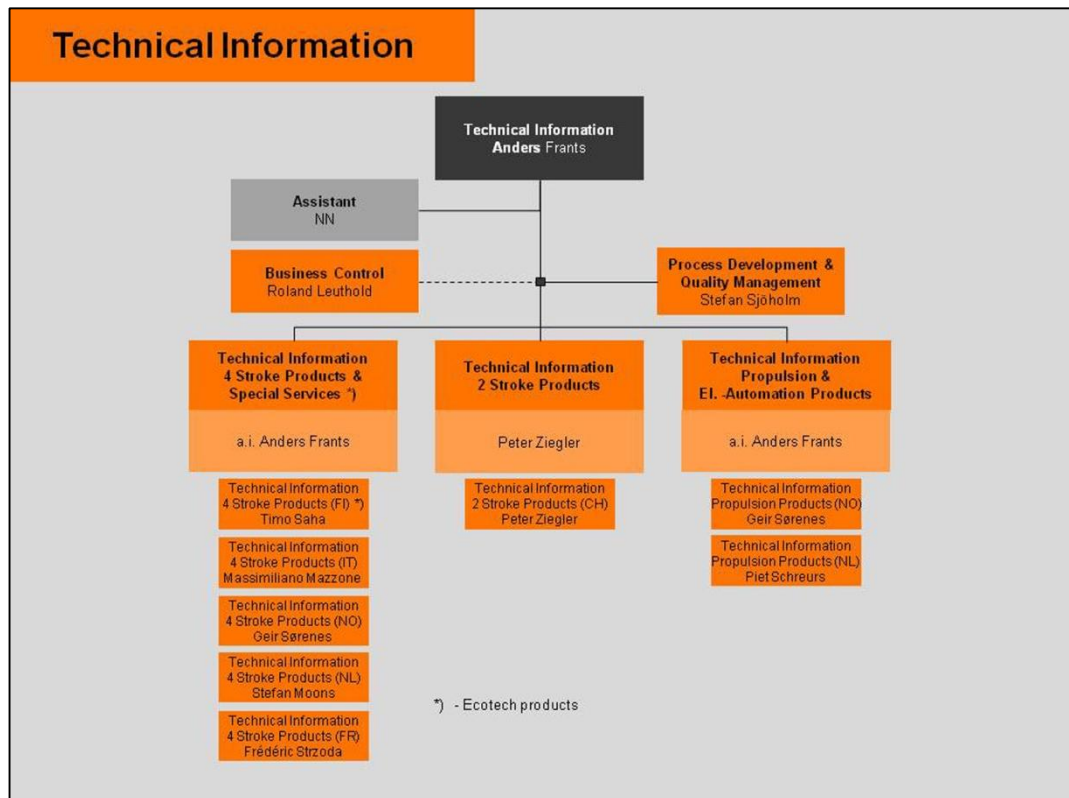 Technical Information
Technical Information
Anders Frants
Assistant
NN
Business Control
Roland Leuthold
Process Development &
Quality Management
Stefan Sjöholm
Technical Information
4 Stroke Products &
Special Services *)
a.i. Anders Frants
Technical Information
2 Stroke Products
Peter Ziegler
Technical Information
Propulsion &
El. -Automation Products
a.i. Anders Frants
Technical Information
4 Stroke Products (FI) *)
Timo Saha
Technical Information
4 Stroke Products (IT)
Massimiliano Mazzone
Technical Information
4 Stroke Products (NO)
Geir Sørenes
Technical Information
4 Stroke Products (NL)
Stefan Moons
Technical Information
4 Stroke Products (FR)
Frédéric Strzoda
Technical Information
2 Stroke Products (CH)
Peter Ziegler
Technical Information
Propulsion Products (NO)
Geir Sørenes
Technical Information
Propulsion Products (NL)
Piet Schreurs
*) - Ecotech products